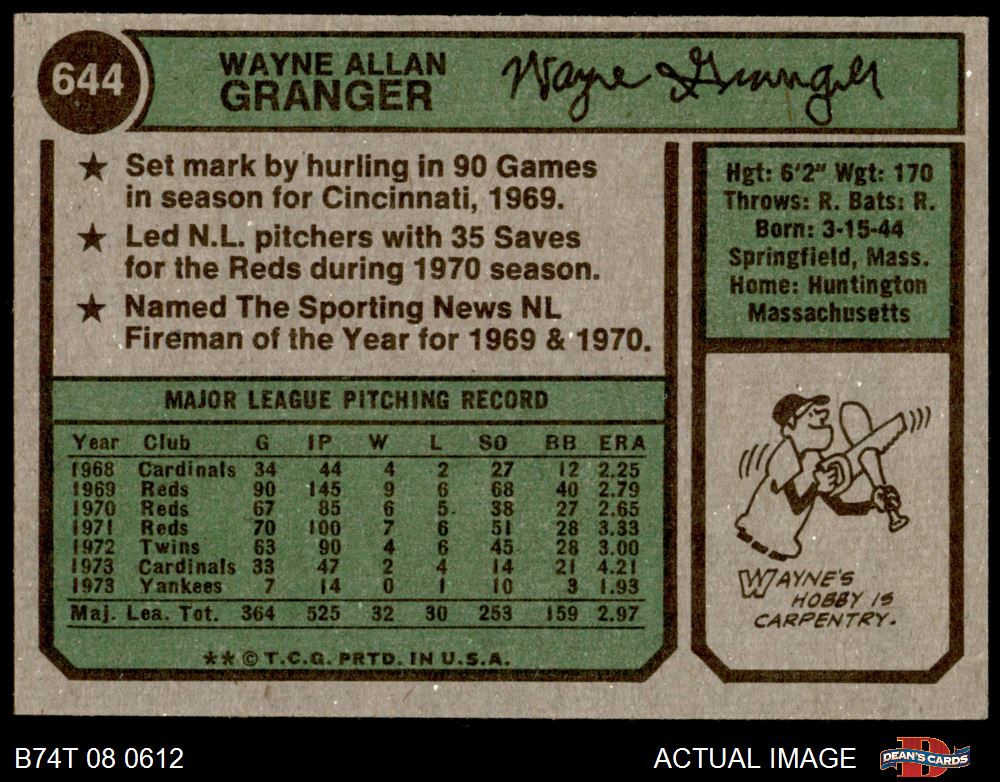 644
WAYNE ALLAN
GRANGER
Wayne Granger
★ Set mark by hurling in 90 Games
in season for Cincinnati, 1969.
★ Led N.L. pitchers with 35 Saves
for the Reds during 1970 season.
★ Named The Sporting News NL
Fireman of the Year for 1969 & 1970.
Hgt: 6'2" Wgt: 170
Throws: R. Bats: R.
Born: 3-15-44
Springfield, Mass.
Home: Huntington
Massachusetts
MAJOR LEAGUE PITCHING RECORD
Year Club G IP W L SO BB ERA
1968 Cardinals 34 44 4 2 27 12 2.25
1969 Reds 90 145 9 6 68 40 2.79
1970 Reds 67 85 6 5 38 27 2.65
1971 Reds 70 100 7 6 51 28 3.33
1972 Twins 63 90 4 6 45 28 3.00
1973 Cardinals 33 47 2 4 14 21 4.21
1973 Yankees 7 14 0 1 10 3 1.93
Maj. Lea. Tot. 364 525 32 30 253 159 2.97
★★ © T.C.G. PRTD. IN U.S.A.
WAYNE'S
HOBBY IS
CARPENTRY.
B74T 08 0612
ACTUAL IMAGE
DEAN'S CARDS